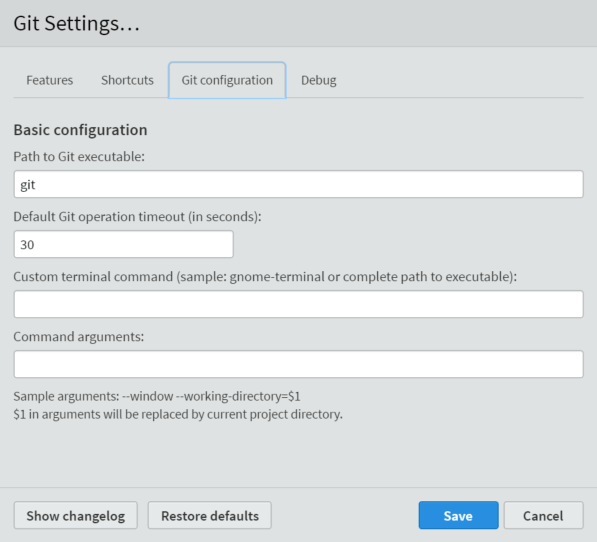 Git Settings…
Features Shortcuts Git configuration Debug
Basic configuration
Path to Git executable:
git
Default Git operation timeout (in seconds):
30
Custom terminal command (sample: gnome-terminal or complete path to executable):
Command arguments:
Sample arguments: --window --working-directory=$1
$1 in arguments will be replaced by current project directory.
Show changelog Restore defaults Save Cancel